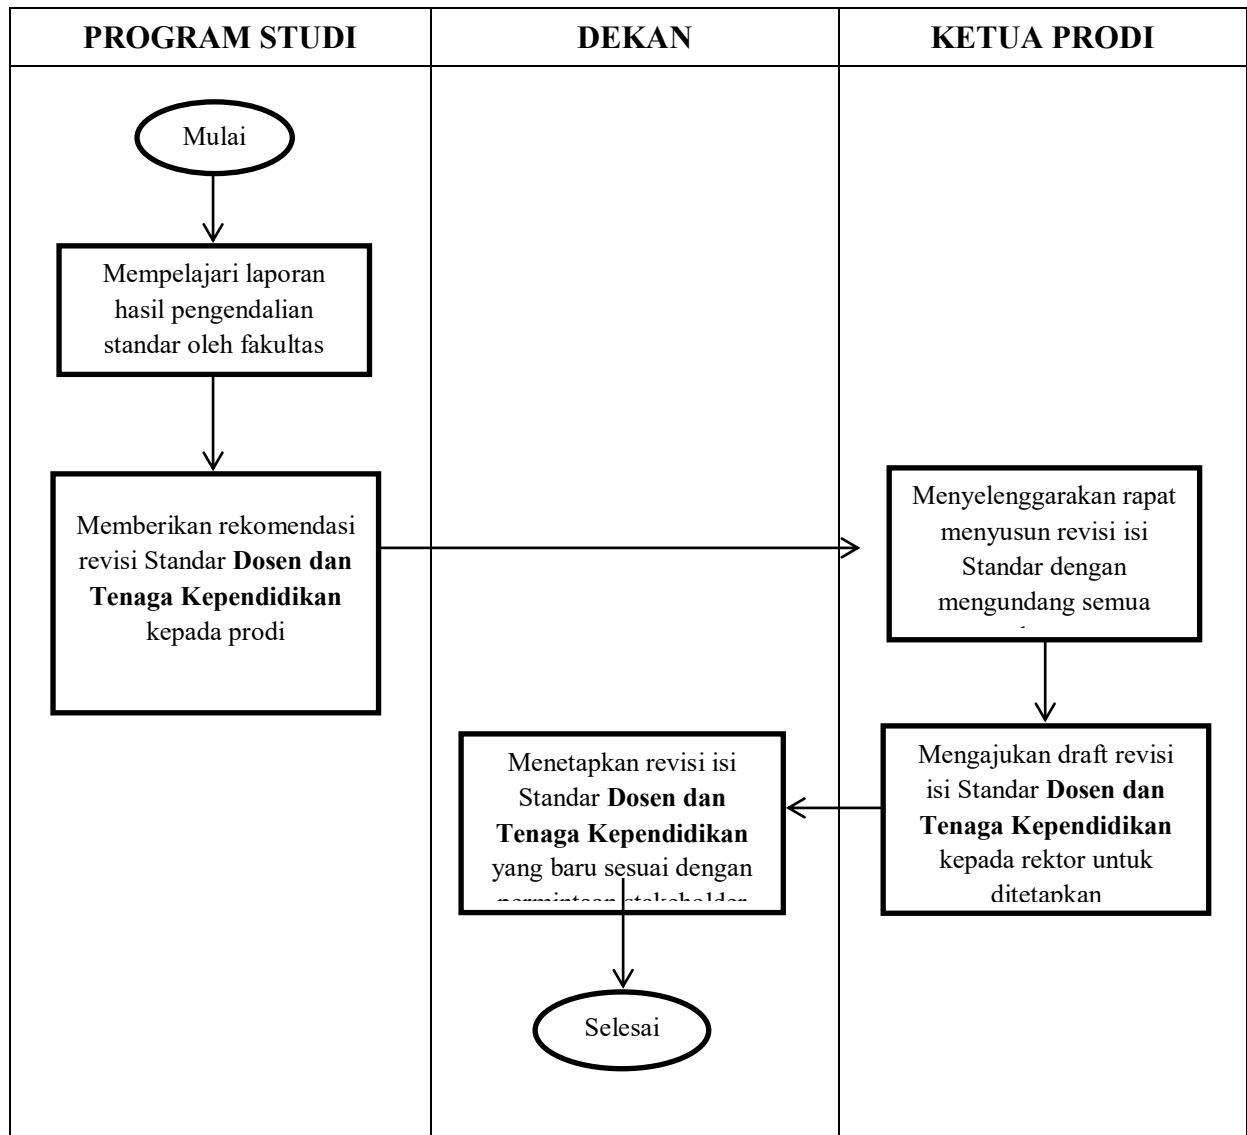 PROGRAM STUDI
DEKAN
KETUA PRODI
Mulai
Mempelajari laporan
hasil pengendalian
standar oleh fakultas
Memberikan rekomendasi
revisi Standar Dosen dan
Tenaga Kependidikan
kepada prodi
Menyelenggarakan rapat
menyusun revisi isi
Standar dengan
mengundang semua
Mengajukan draft revisi
isi Standar Dosen dan
Tenaga Kependidikan
kepada rektor untuk
ditetapkan
Menetapkan revisi isi
Standar Dosen dan
Tenaga Kependidikan
yang baru sesuai dengan
permintaan stakeholder
Selesai